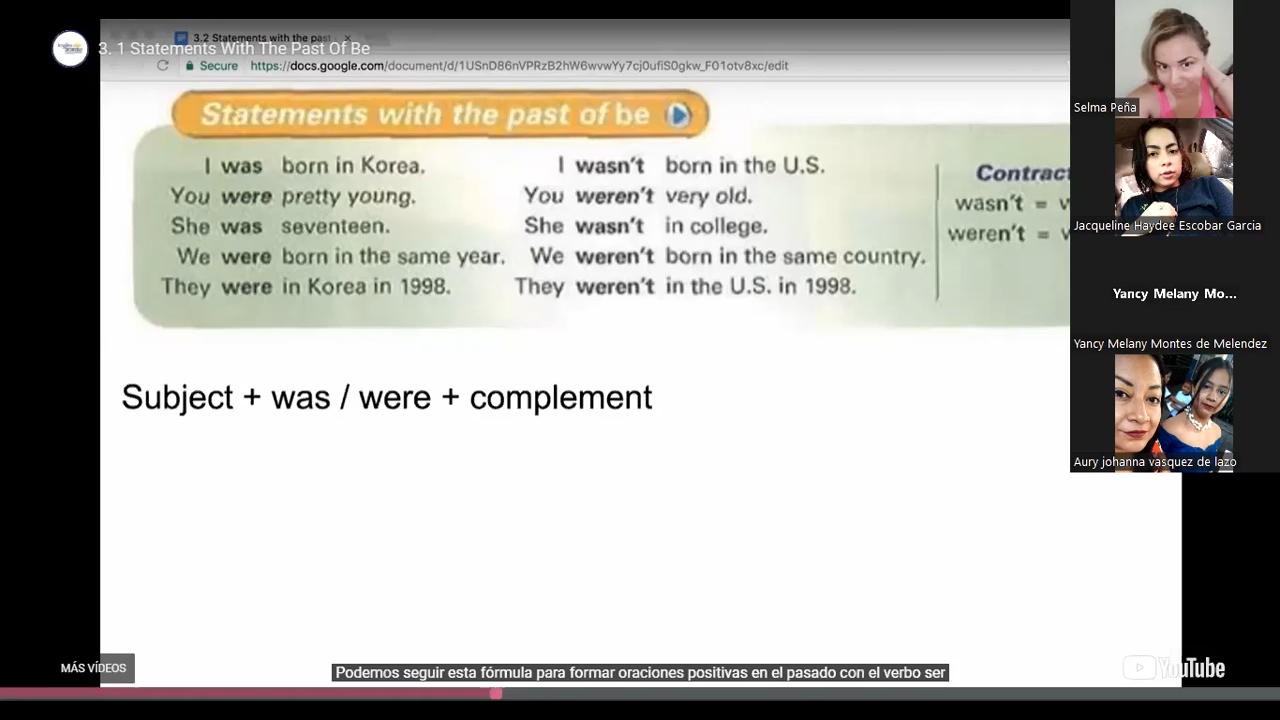 3.2 Statements with the past
3. 1 Statements With The Past Of Be
Secure https://docs.google.com/document/d/1USnD86nVPRzB2hW6wvwYy7cj0ufiS0gkw_F01otv8xc/edit
Statements with the past of be
I was born in Korea. I wasn't born in the U.S.
You were pretty young. You weren't very old.
She was seventeen. She wasn't in college.
We were born in the same year. We weren't born in the same country.
They were in Korea in 1998. They weren't in the U.S. in 1998.
wasn't =
weren't =
Subject + was / were + complement
Selma Peña
Jacqueline Haydee Escobar Garcia
Yancy Melany Mo...
Yancy Melany Montes de Melendez
Aury johanna vasquez de lazo
MÁS VÍDEOS
Podemos seguir esta fórmula para formar oraciones positivas en el pasado con el verbo ser
YouTube